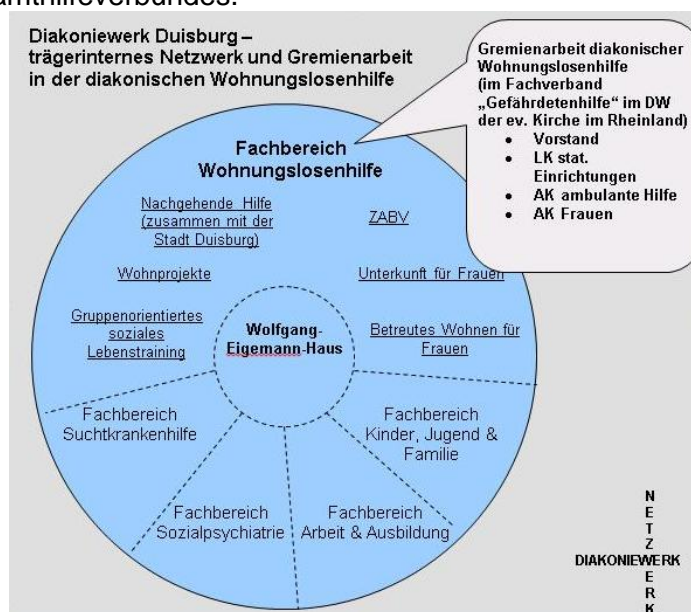 amthilfeverbundes.
Diakoniewerk Duisburg –
trägerinternes Netzwerk und Gremienarbeit
in der diakonischen Wohnungslosenhilfe
Gremienarbeit diakonischer
Wohnungslosenhilfe
(im Fachverband
„Gefährdetenhilfe“ im DW
der ev. Kirche im Rheinland)
• Vorstand
• LK stat.
Einrichtungen
• AK ambulante Hilfe
• AK Frauen
Fachbereich
Wohnungslosenhilfe
Nachgehende Hilfe
(zusammen mit der
Stadt Duisburg)
ZABV
Wohnprojekte
Unterkunft für Frauen
Gruppenorientiertes
soziales
Lebenstraining
Wolfgang-
Eigemann-Haus
Betreutes Wohnen für
Frauen
Fachbereich
Suchtkrankenhilfe
Fachbereich
Kinder, Jugend &
Familie
Fachbereich
Sozialpsychiatrie
Fachbereich
Arbeit & Ausbildung
N
E
T
Z
DIAKONIEWERK
E
R
K